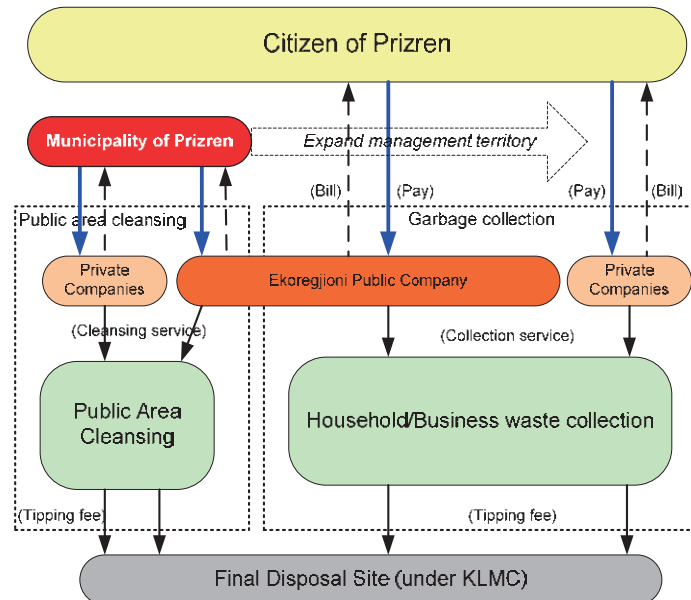 Citizen of Prizren
Municipality of Prizren
Expand management territory
(Bill)
(Pay)
(Pay)
(Bill)
Public area cleansing
Garbage collection
Private
Companies
Ekoregjioni Public Company
Private
Companies
(Cleansing service)
(Collection service)
Public Area
Cleansing
Household/Business waste collection
(Tipping fee)
(Tipping fee)
Final Disposal Site (under KLMC)